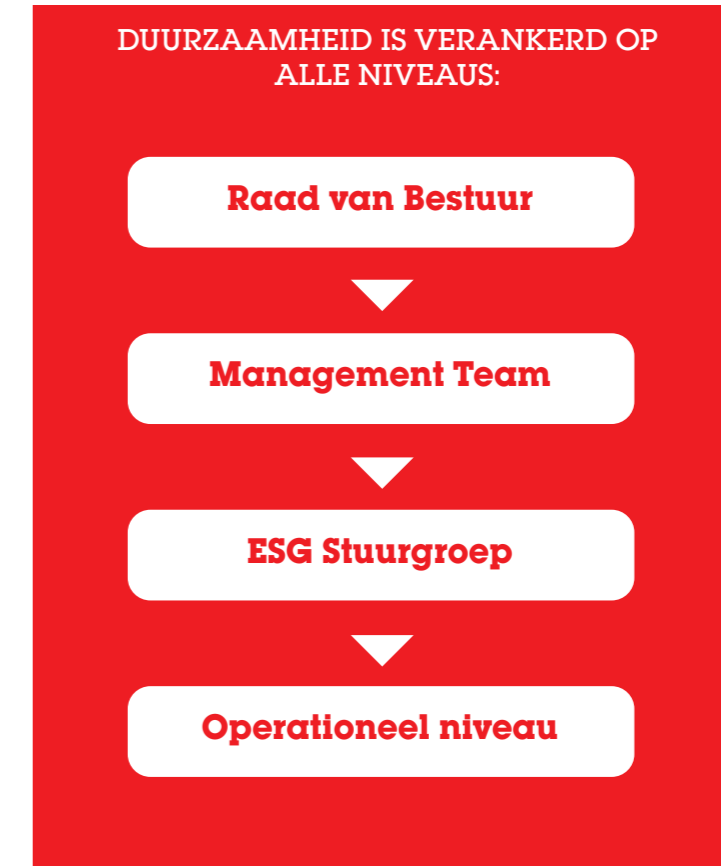 DUURZAAMHEID IS VERANKERD OP
ALLE NIVEAUS:
Raad van Bestuur
Management Team
ESG Stuurgroep
Operationeel niveau